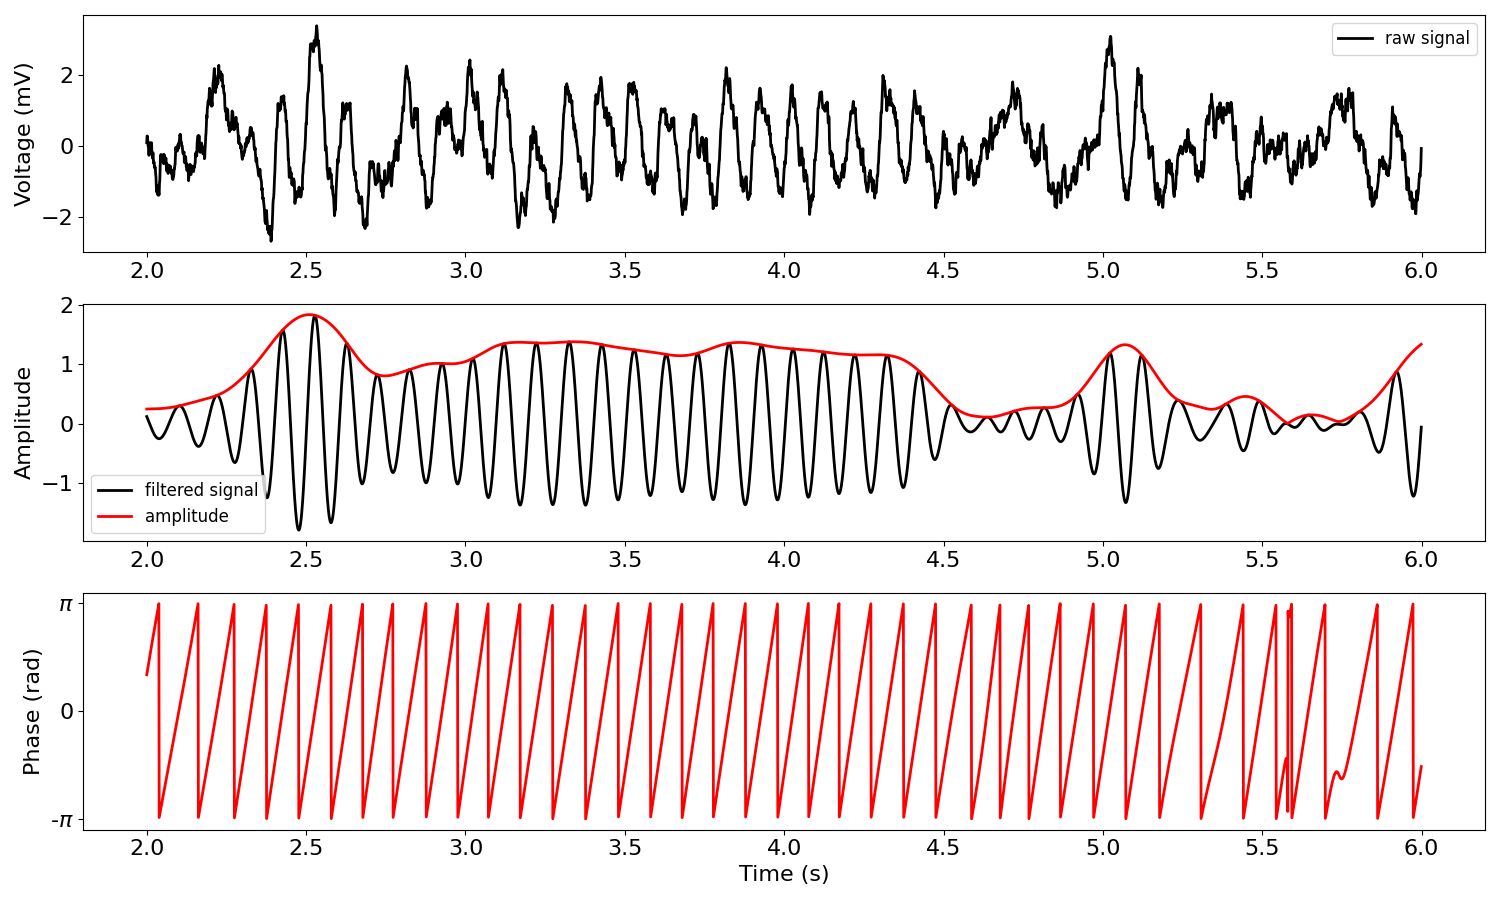 raw signal
Voltage (mV)
2
0
−2
2.0 2.5 3.0 3.5 4.0 4.5 5.0 5.5 6.0
Amplitude
2
1
0
−1
filtered signal
amplitude
2.0 2.5 3.0 3.5 4.0 4.5 5.0 5.5 6.0
Phase (rad)
π
0
-π
2.0 2.5 3.0 3.5 4.0 4.5 5.0 5.5 6.0
Time (s)